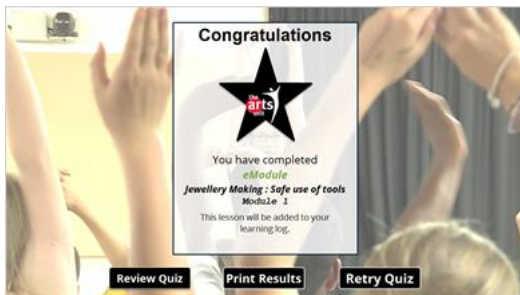 Congratulations
the
arts
unit
You have completed
eModule
Jewellery Making : Safe use of tools
Module 1
This lesson will be added to your
learning log.
Review Quiz Print Results Retry Quiz